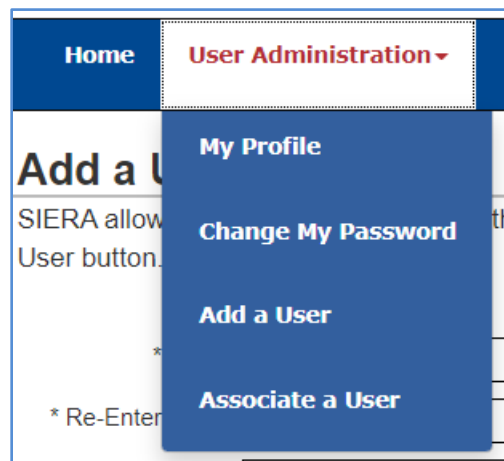 Home User Administration
My Profile
Add a
SIERA allow
Change My Password
User button.
Add a User
*
Associate a User
* Re-Enter